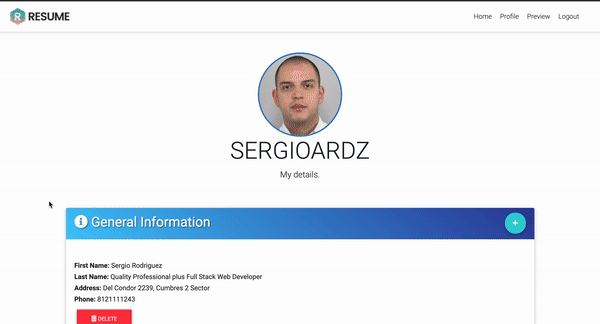 R RESUME
Home Profile Preview Logout
SERGIOARDZ
My details.
General Information
First Name: Sergio Rodriguez
Last Name: Quality Professional plus Full Stack Web Developer
Address: Del Condor 2239, Cumbres 2 Sector
Phone: 8121111243
DELETE